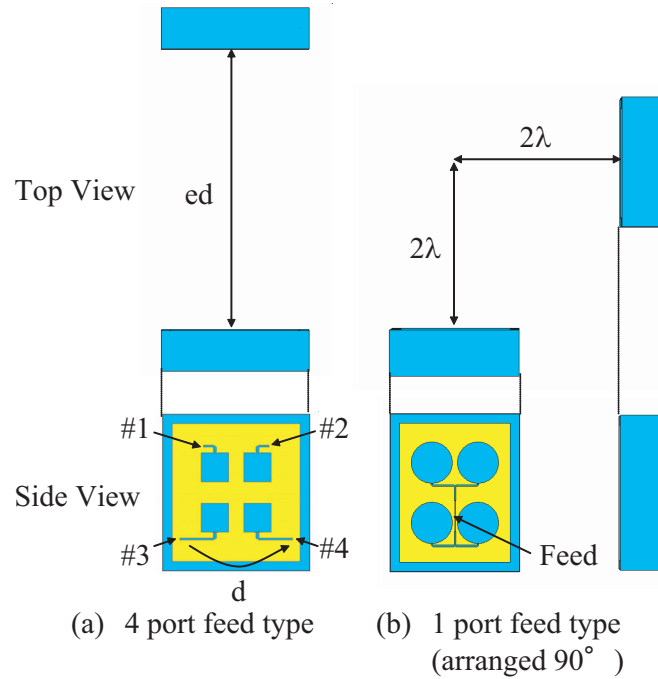 Top View
ed
2λ
2λ
#1
#2
Side View
#3
#4
d
Feed
(a) 4 port feed type
(b) 1 port feed type
(arranged 90°)